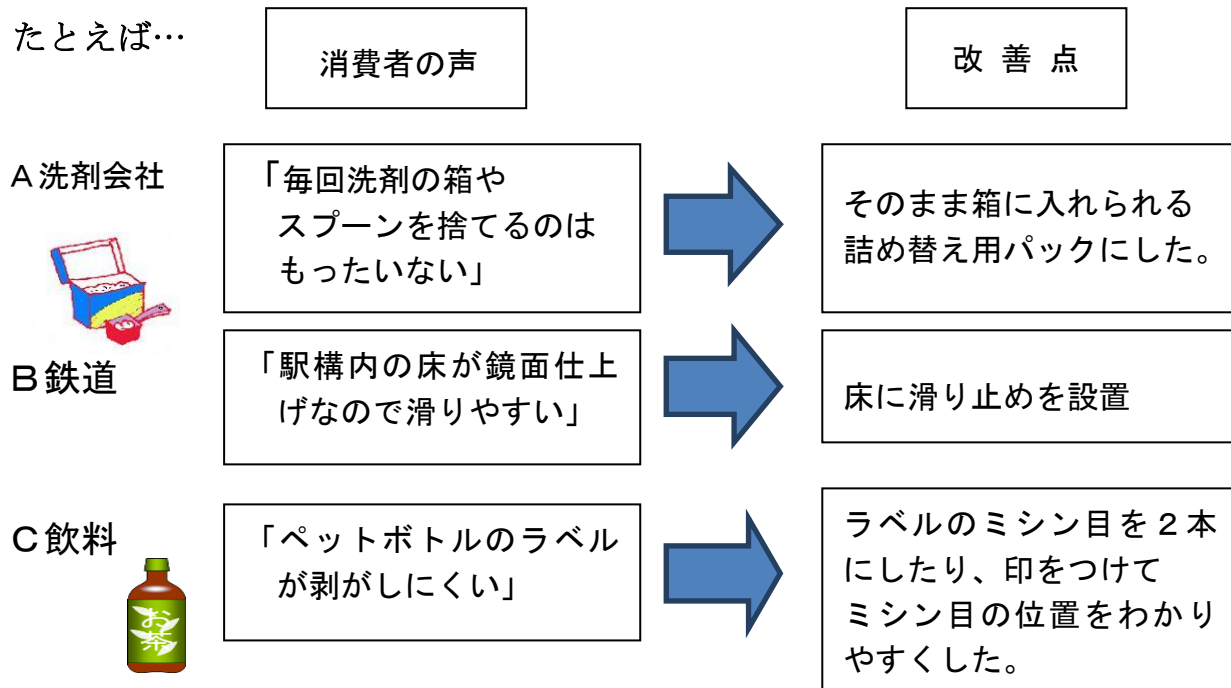 たとえば…
消費者の声
改 善 点
A洗剤会社
「毎回洗剤の箱や
スプーンを捨てるのは
もったいない」
そのまま箱に入れられる
詰め替え用パックにした。
B鉄道
「駅構内の床が鏡面仕上
げなので滑りやすい」
床に滑り止めを設置
C飲料
お茶
「ペットボトルのラベル
が剥がしにくい」
ラベルのミシン目を2本
にしたり、印をつけて
ミシン目の位置をわかり
やすくした。